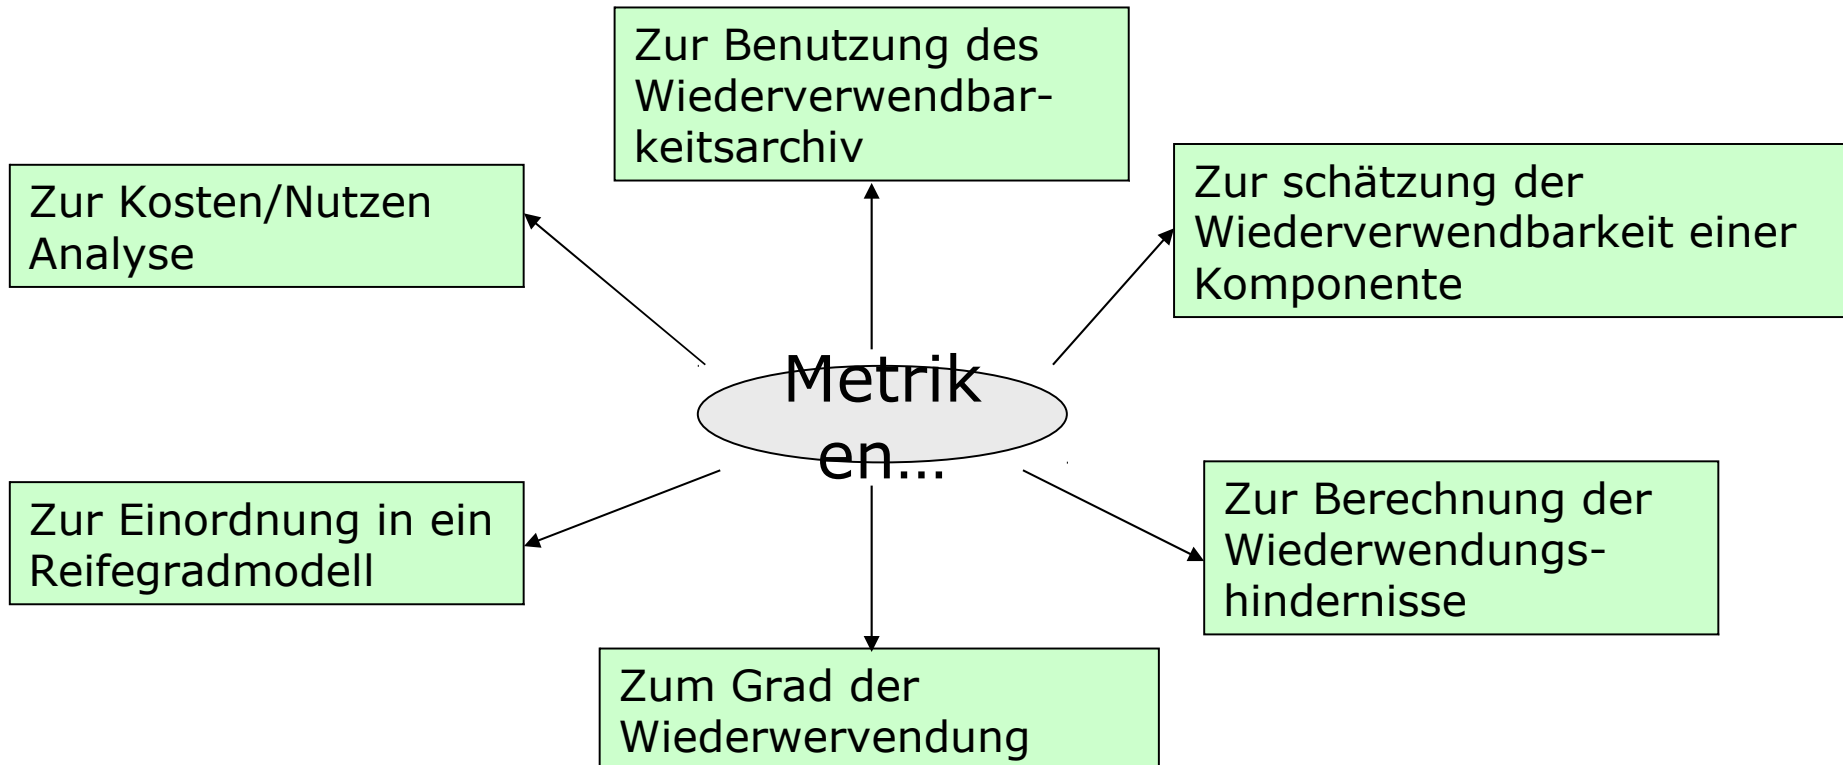 Zur Benutzung des
Wiederverwendbar-
keitsarchiv
Zur Kosten/Nutzen
Analyse
Zur schätzung der
Wiederverwendbarkeit einer
Komponente
Metrik
en...
Zur Einordnung in ein
Reifegradmodell
Zur Berechnung der
Wiederwendungs-
hindernisse
Zum Grad der
Wiederwervendung